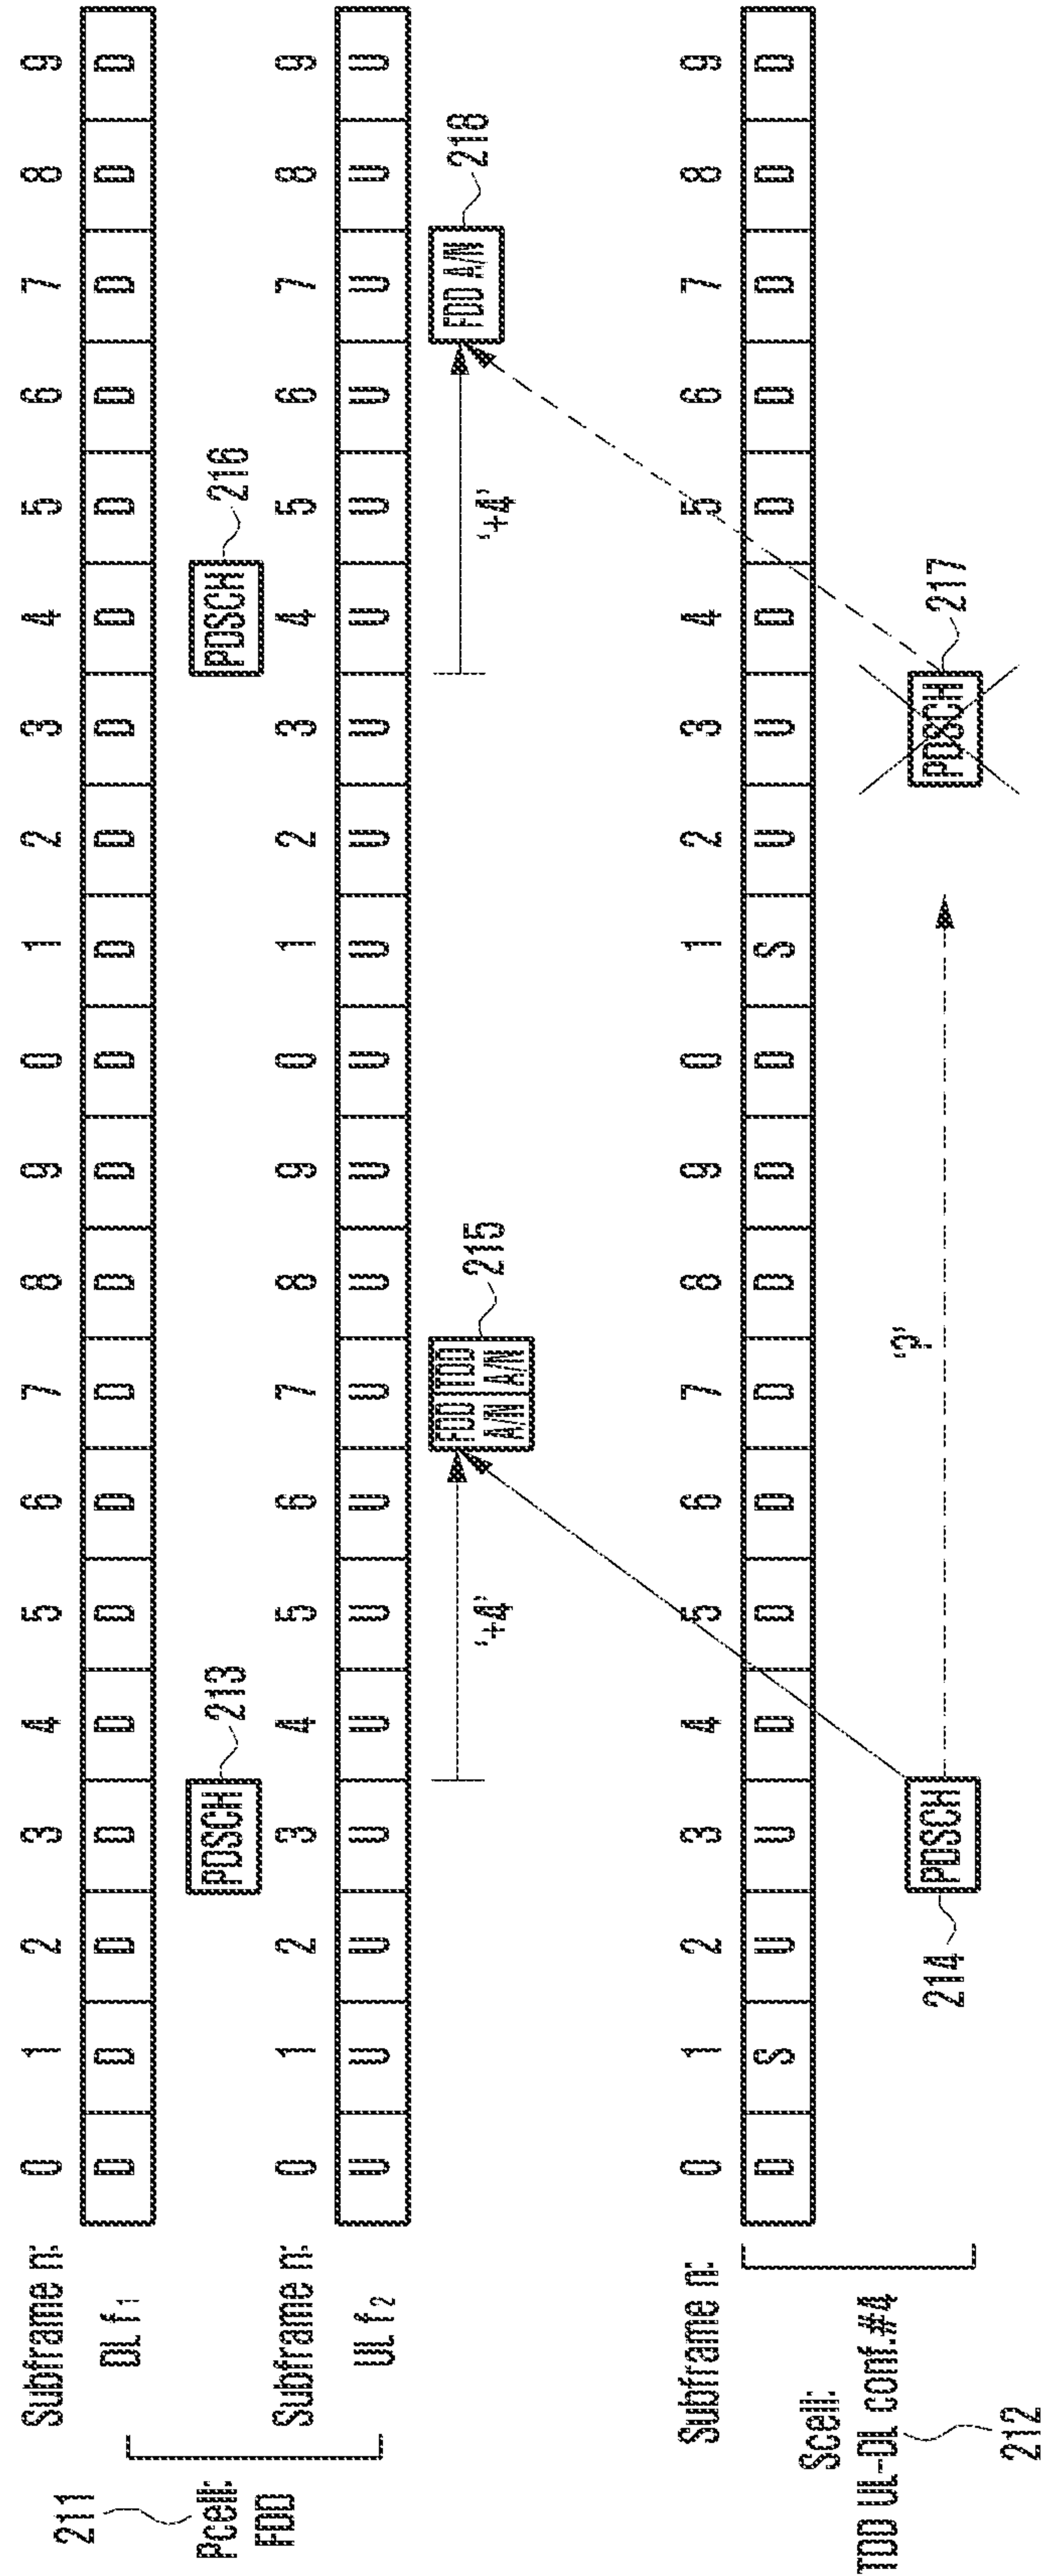 211
Pcell:
FDD
Subframe n: 0 1 2 3 4 5 6 7 8 9 0 1 2 3 4 5 6 7 8 9
DL f1 D D D D D D D D D D D D D D D D D D D D
PDSCH 213
PDSCH 216
Subframe n: 0 1 2 3 4 5 6 7 8 9 0 1 2 3 4 5 6 7 8 9
UL f2 U U U U U U U U U U U U U U U U U U U U
'+4'
FDD TDD
A/N A/N
215
'+4'
FDD A/N
218
Subframe n: 0 1 2 3 4 5 6 7 8 9 0 1 2 3 4 5 6 7 8 9
D S U U D D D D D D D S U U D D D D D D
Scell:
TDD UL-DL conf.#4
212
214
PDSCH
'?'
PDSCH
217